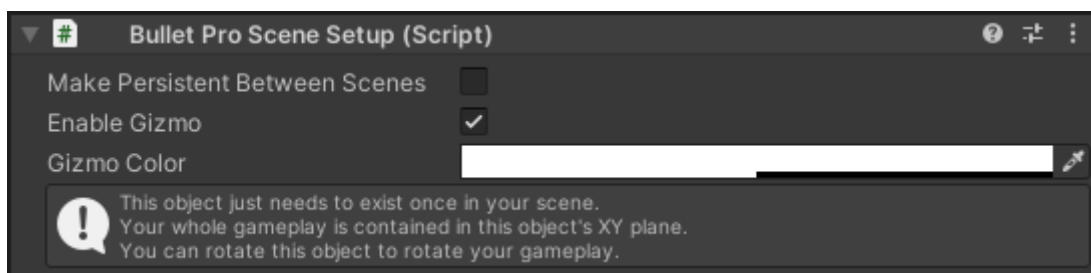 Bullet Pro Scene Setup (Script)
Make Persistent Between Scenes
Enable Gizmo
Gizmo Color
This object just needs to exist once in your scene.
Your whole gameplay is contained in this object's XY plane.
You can rotate this object to rotate your gameplay.